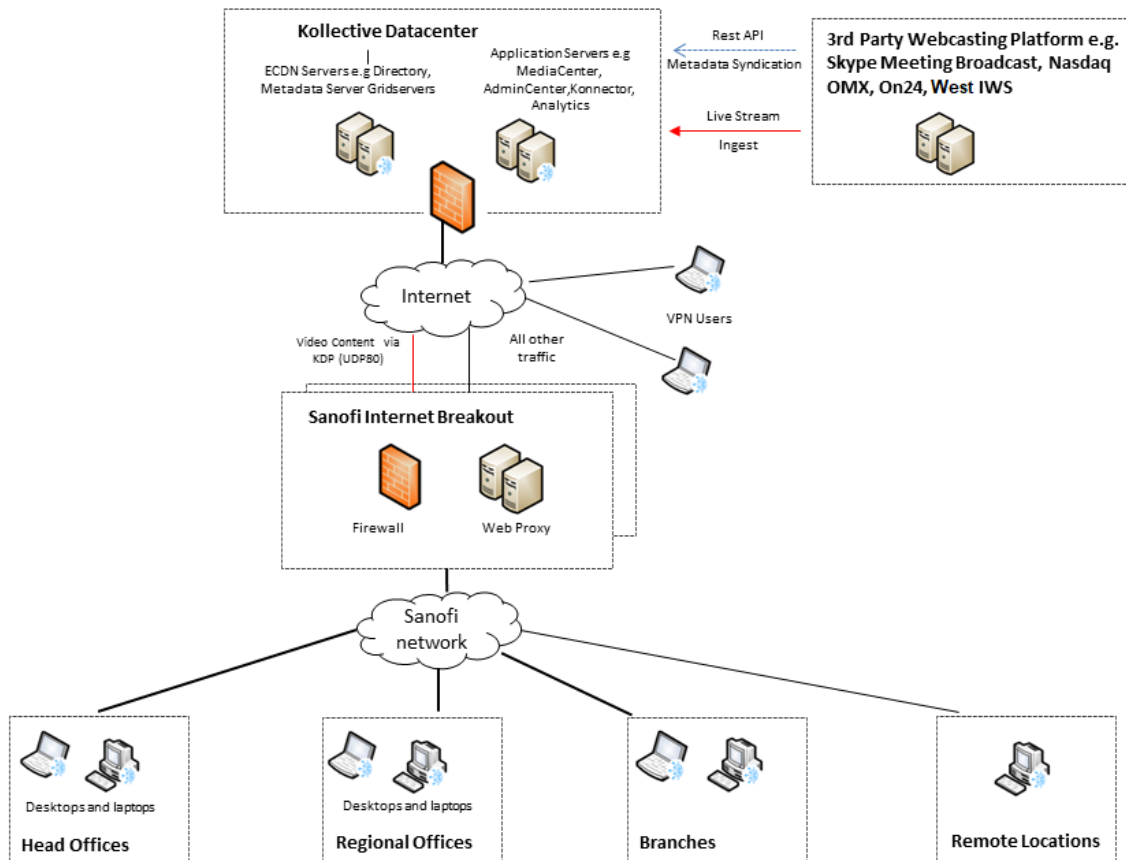 Kollective Datacenter
ECDN Servers e.g Directory,
Metadata Server Gridservers
Application Servers e.g
MediaCenter,
AdminCenter,Konnector,
Analytics
Rest API
Metadata Syndication
Live Stream
Ingest
3rd Party Webcasting Platform e.g.
Skype Meeting Broadcast, Nasdaq
OMX, On24, West IWS
Internet
VPN Users
Video Content via
KDP (UDP80)
All other
traffic
Sanofi Internet Breakout
Firewall
Web Proxy
Sanofi
network
Desktops and laptops
Head Offices
Desktops and laptops
Regional Offices
Branches
Remote Locations